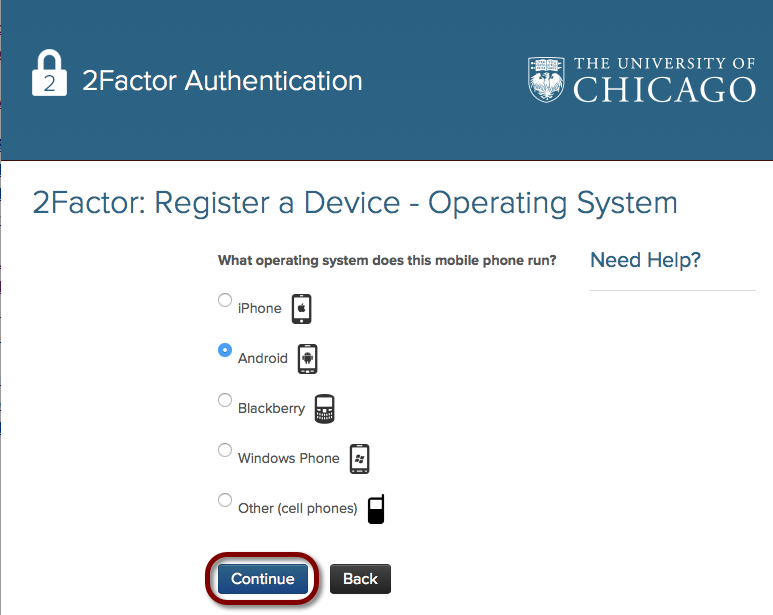 2
2Factor Authentication
THE UNIVERSITY OF
CHICAGO
2Factor: Register a Device - Operating System
What operating system does this mobile phone run?
Need Help?
iPhone
Android
Blackberry
Windows Phone
Other (cell phones)
Continue
Back